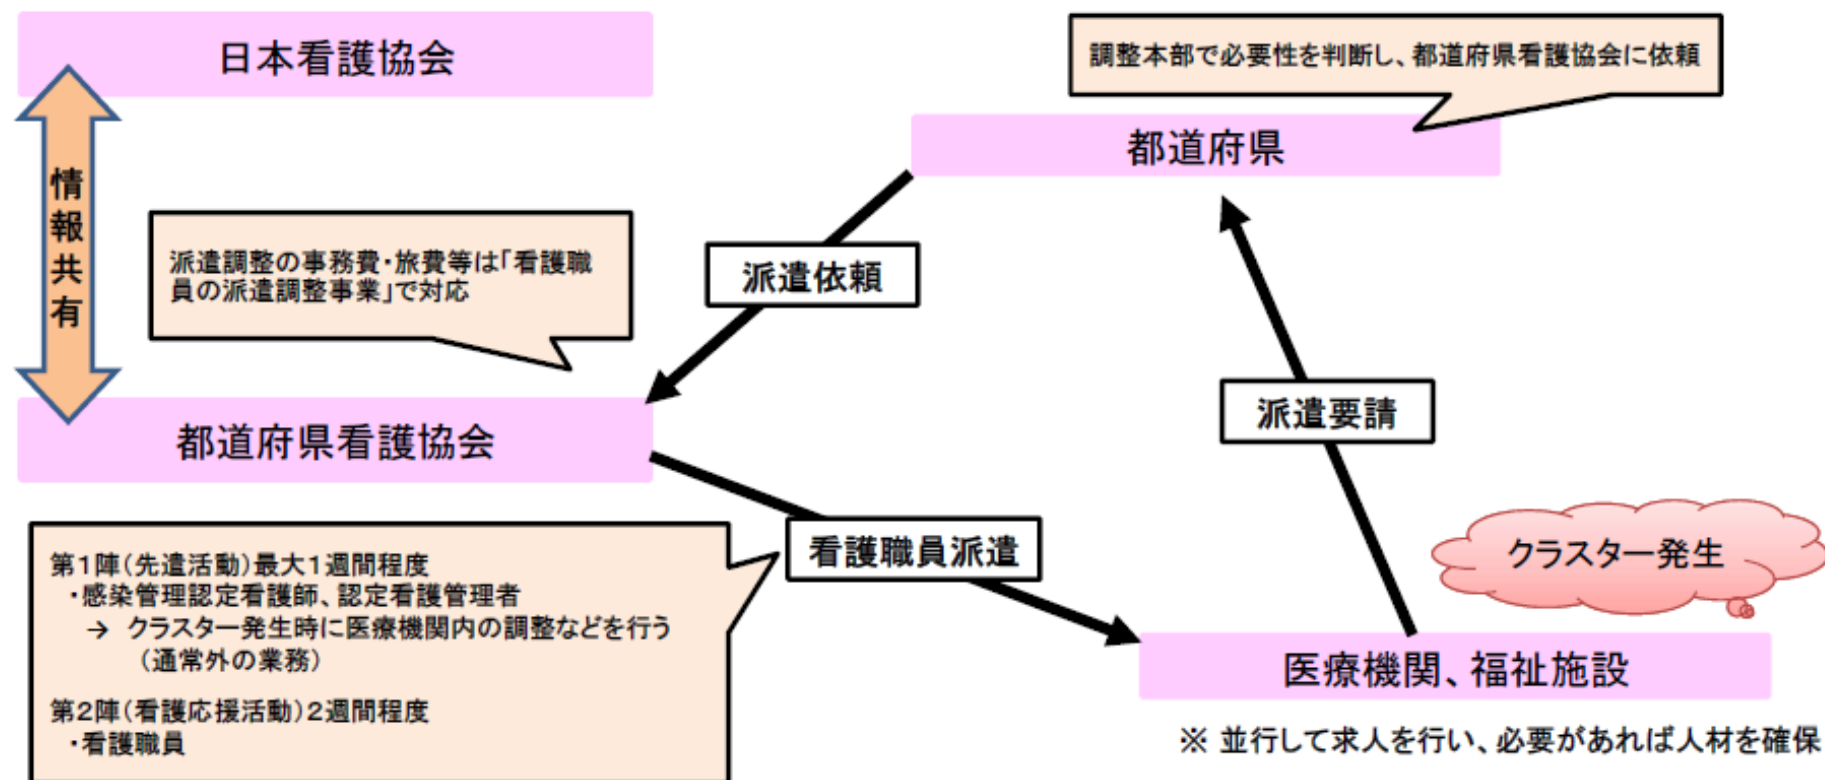 日本看護協会
調整本部で必要性を判断し、都道府県看護協会に依頼
都道府県
情報共有
派遣調整の事務費・旅費等は「看護職
員の派遣調整事業」で対応
派遣依頼
派遣要請
都道府県看護協会
看護職員派遣
クラスター発生
第1陣(先遣活動)最大1週間程度
・感染管理認定看護師、認定看護管理者
→ クラスター発生時に医療機関内の調整などを行う
(通常外の業務)
第2陣(看護応援活動)2週間程度
・看護職員
医療機関、福祉施設
※ 並行して求人を行い、必要があれば人材を確保